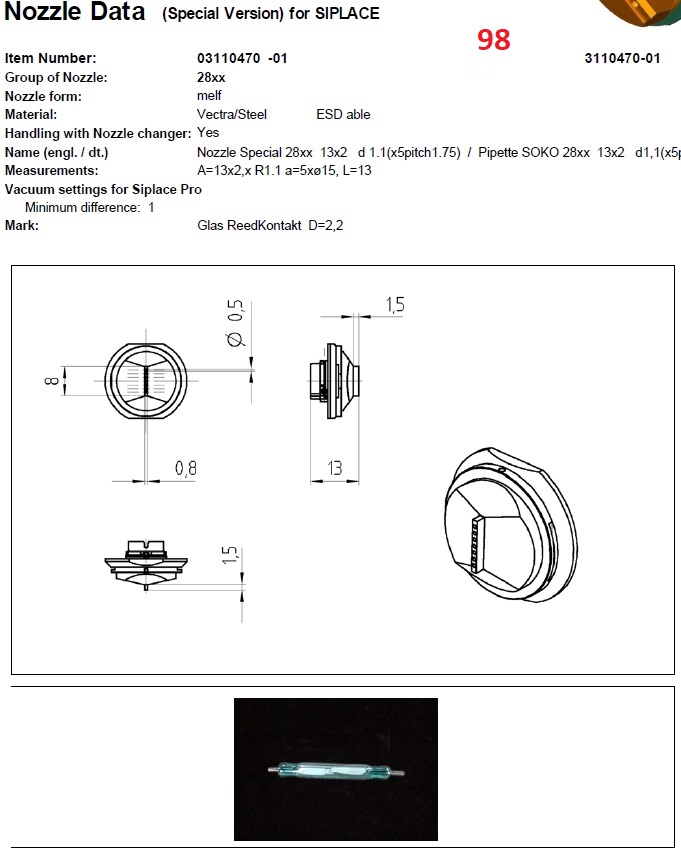 Nozzle Data (Special Version) for SIPLACE
98
Item Number: 03110470 -01 3110470-01
Group of Nozzle: 28xx
Nozzle form: melf
Material: Vectra/Steel ESD able
Handling with Nozzle changer: Yes
Name (engl. / dt.) Nozzle Special 28xx 13x2 d 1.1(x5pitch1.75) / Pipette SOKO 28xx 13x2 d1,1(x5p
Measurements: A=13x2,x R1.1 a=5xø15, L=13
Vacuum settings for Siplace Pro
Minimum difference: 1
Mark: Glas ReedKontakt D=2,2
Ø 0,5
1,5
8
0,8
13
1,5